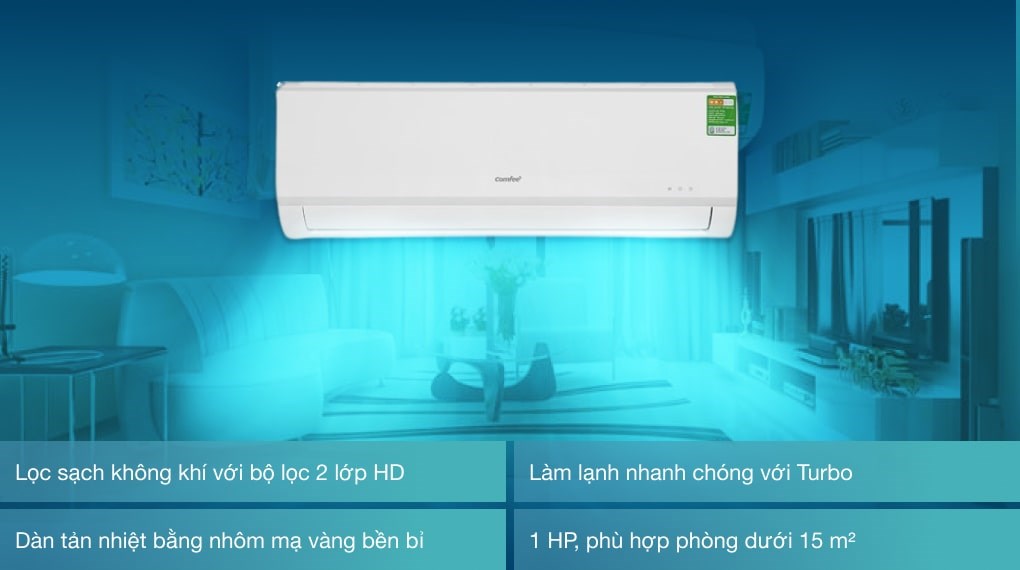 Comfee'
Lọc sạch không khí với bộ lọc 2 lớp HD
Làm lạnh nhanh chóng với Turbo
Dàn tản nhiệt bằng nhôm mạ vàng bền bỉ
1 HP, phù hợp phòng dưới 15 m²